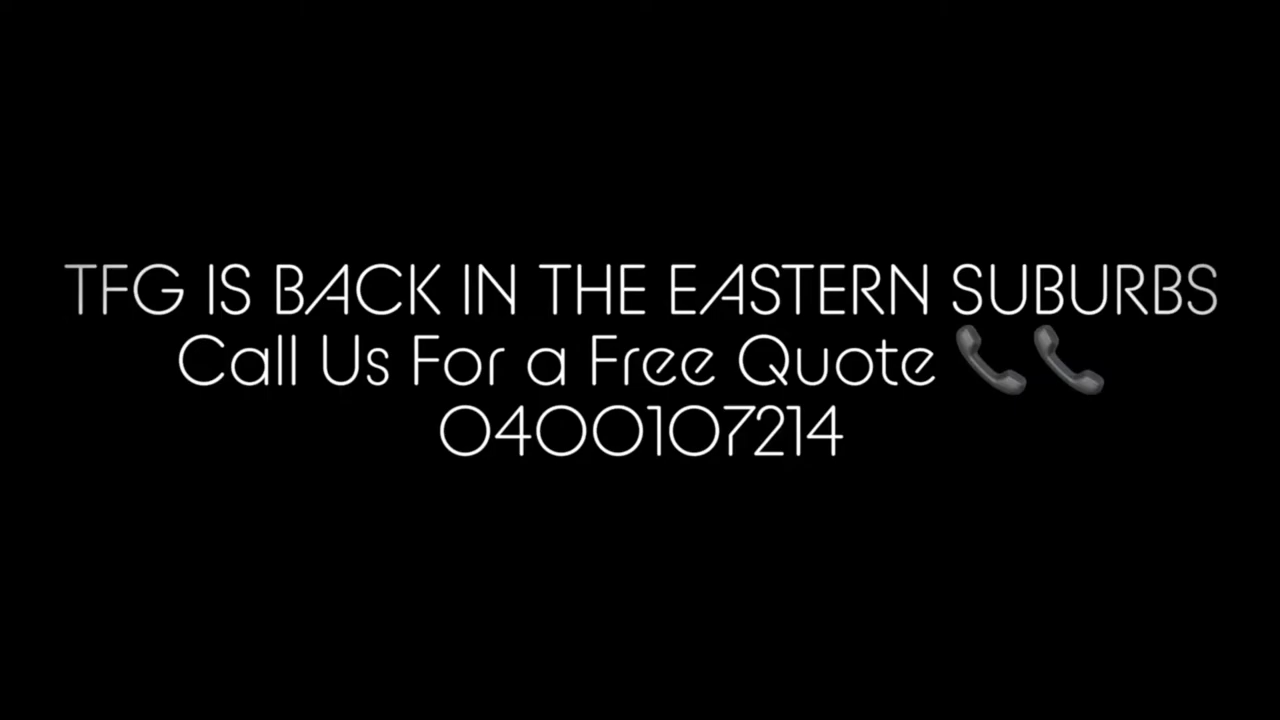 TFG IS BACK IN THE EASTERN SUBURBS
Call Us For a Free Quote 📞📞
0400107214